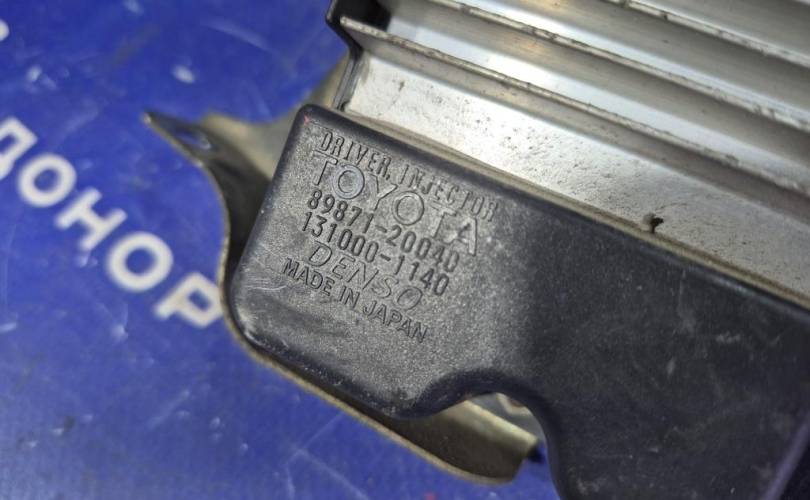 ДОНОР
DRIVER, INJECTOR
TOYOTA
89871-20040
131000-1140
DENSO
MADE IN JAPAN